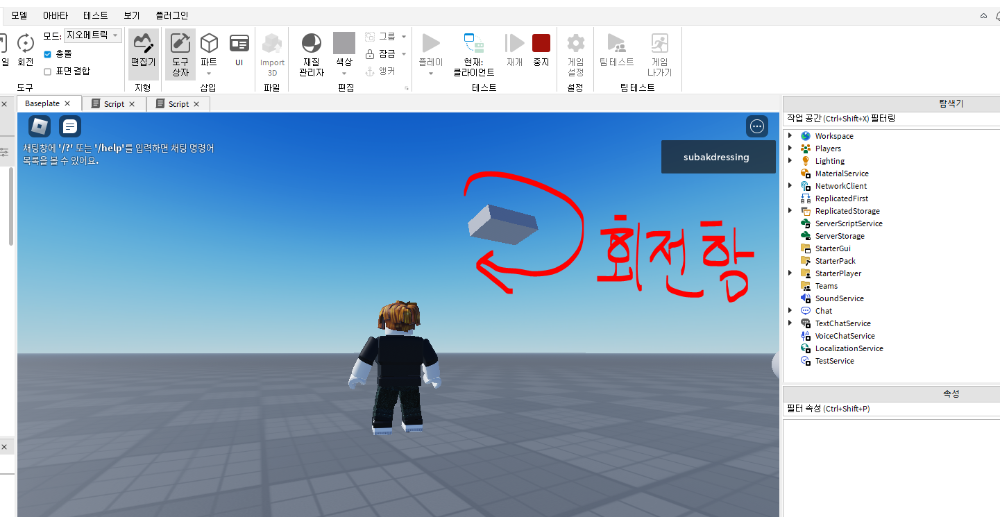 모델 아바타 테스트 보기 플러그인
모드: 지오메트릭
충돌
표면 결합
일 회전
도구
편집기
지형
도구 상자
파트
UI
삽입
Import 3D
파일
재질 관리자
색상
그룹
잠금
앵커
편집
플레이
현재: 클라이언트
재개
중지
테스트
게임 설정
설정
팀 테스트
게임 나가기
팀 테스트
Baseplate Script Script
채팅창에 '/?' 또는 '/help'를 입력하면 채팅 명령어
목록을 볼 수 있어요.
subakdressing
회전함
탐색기
작업 공간 (Ctrl+Shift+X) 필터링
Workspace
Players
Lighting
MaterialService
NetworkClient
ReplicatedFirst
ReplicatedStorage
ServerScriptService
ServerStorage
StarterGui
StarterPack
StarterPlayer
Teams
SoundService
Chat
TextChatService
VoiceChatService
LocalizationService
TestService
속성
필터 속성 (Ctrl+Shift+P)